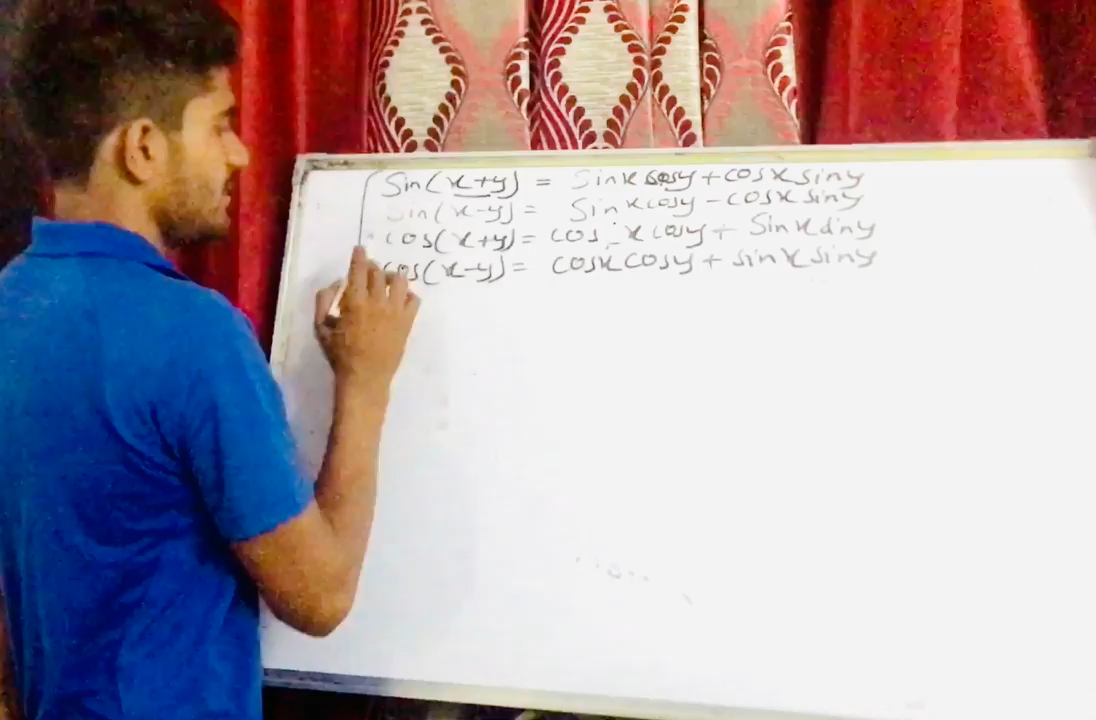 Sin(x+y) = Sinx cosy + cosx siny
Sin(x-y) = Sinx cosy - cosx siny
cos(x+y) = cos x cosy + Sinx siny
cos(x-y) = cosx cosy + sinx siny